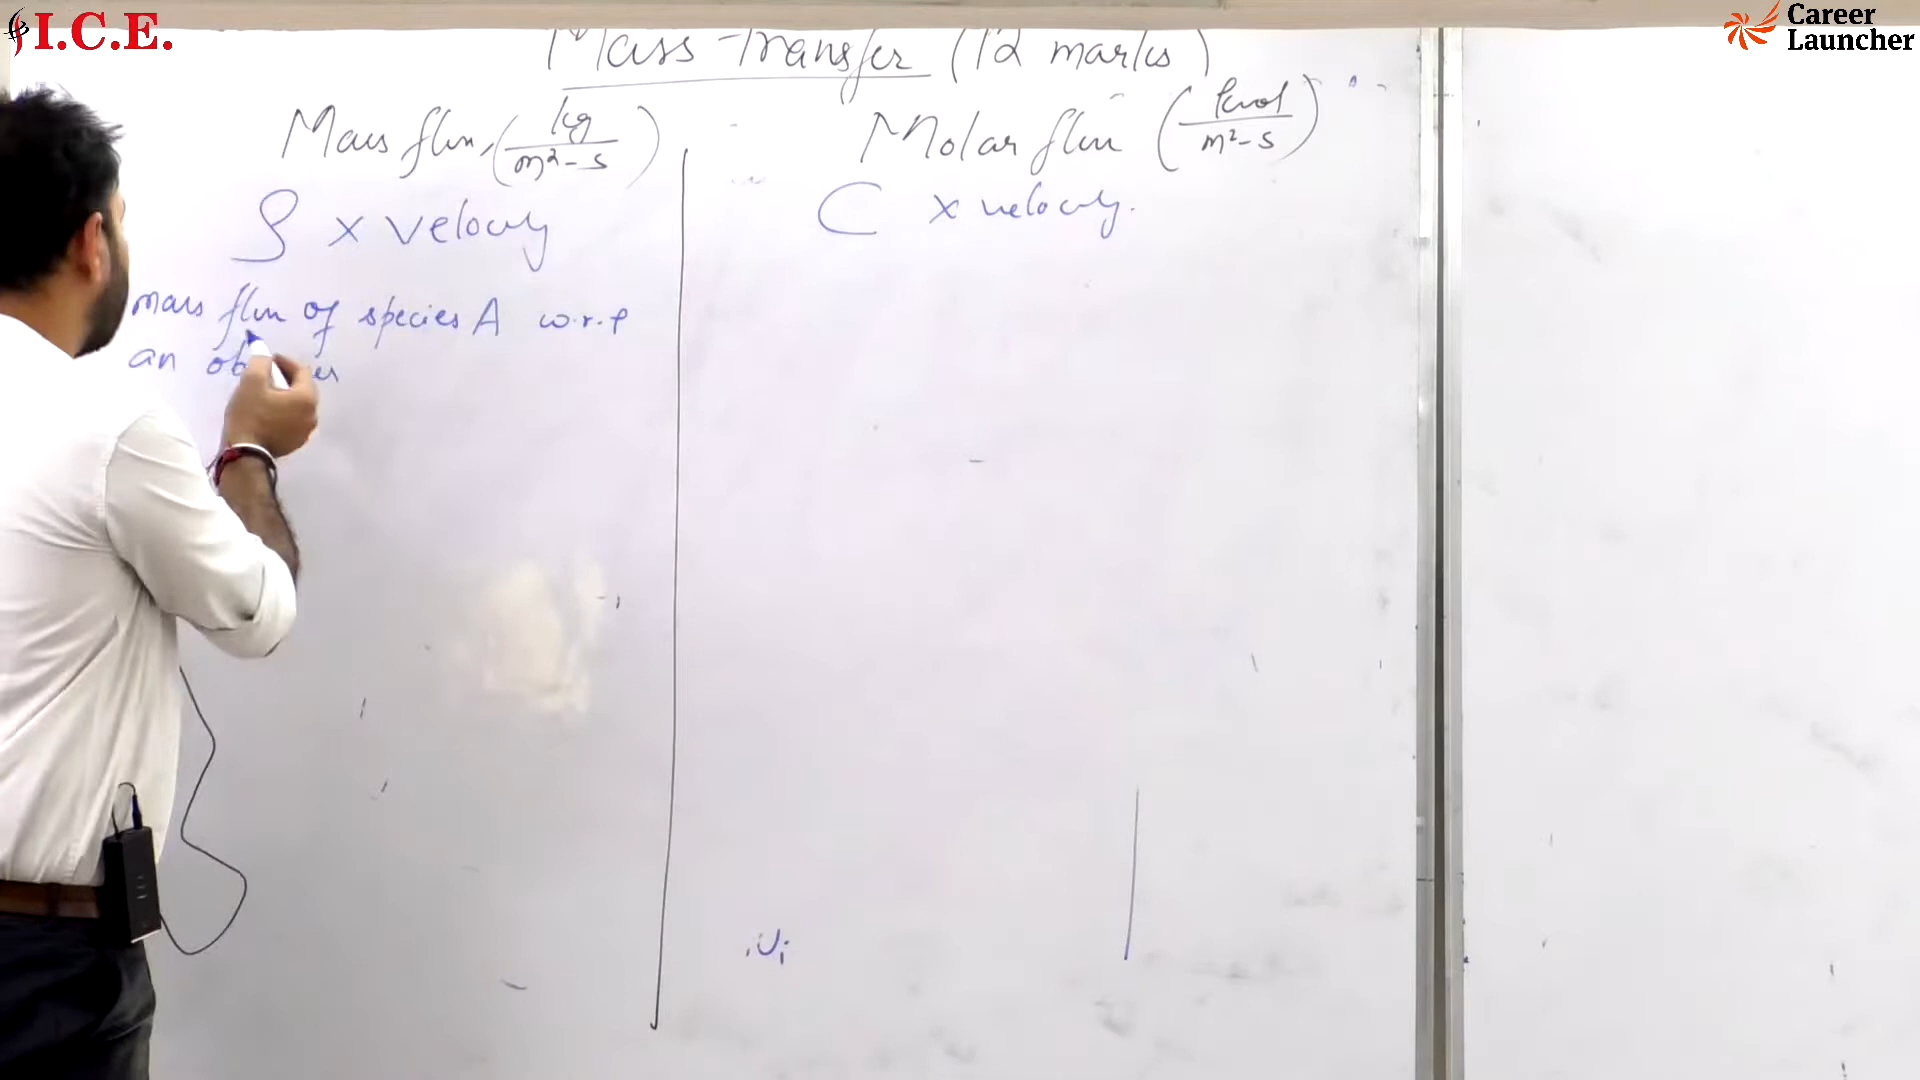 I.C.E.
Career
Launcher
Mass Transfer (12 marks)
Mass flux (kg/m²-s)
ρ x velocity
mass flux of species A w.r.t
an
Molar flux (kmol/m²-s)
C x velocity.